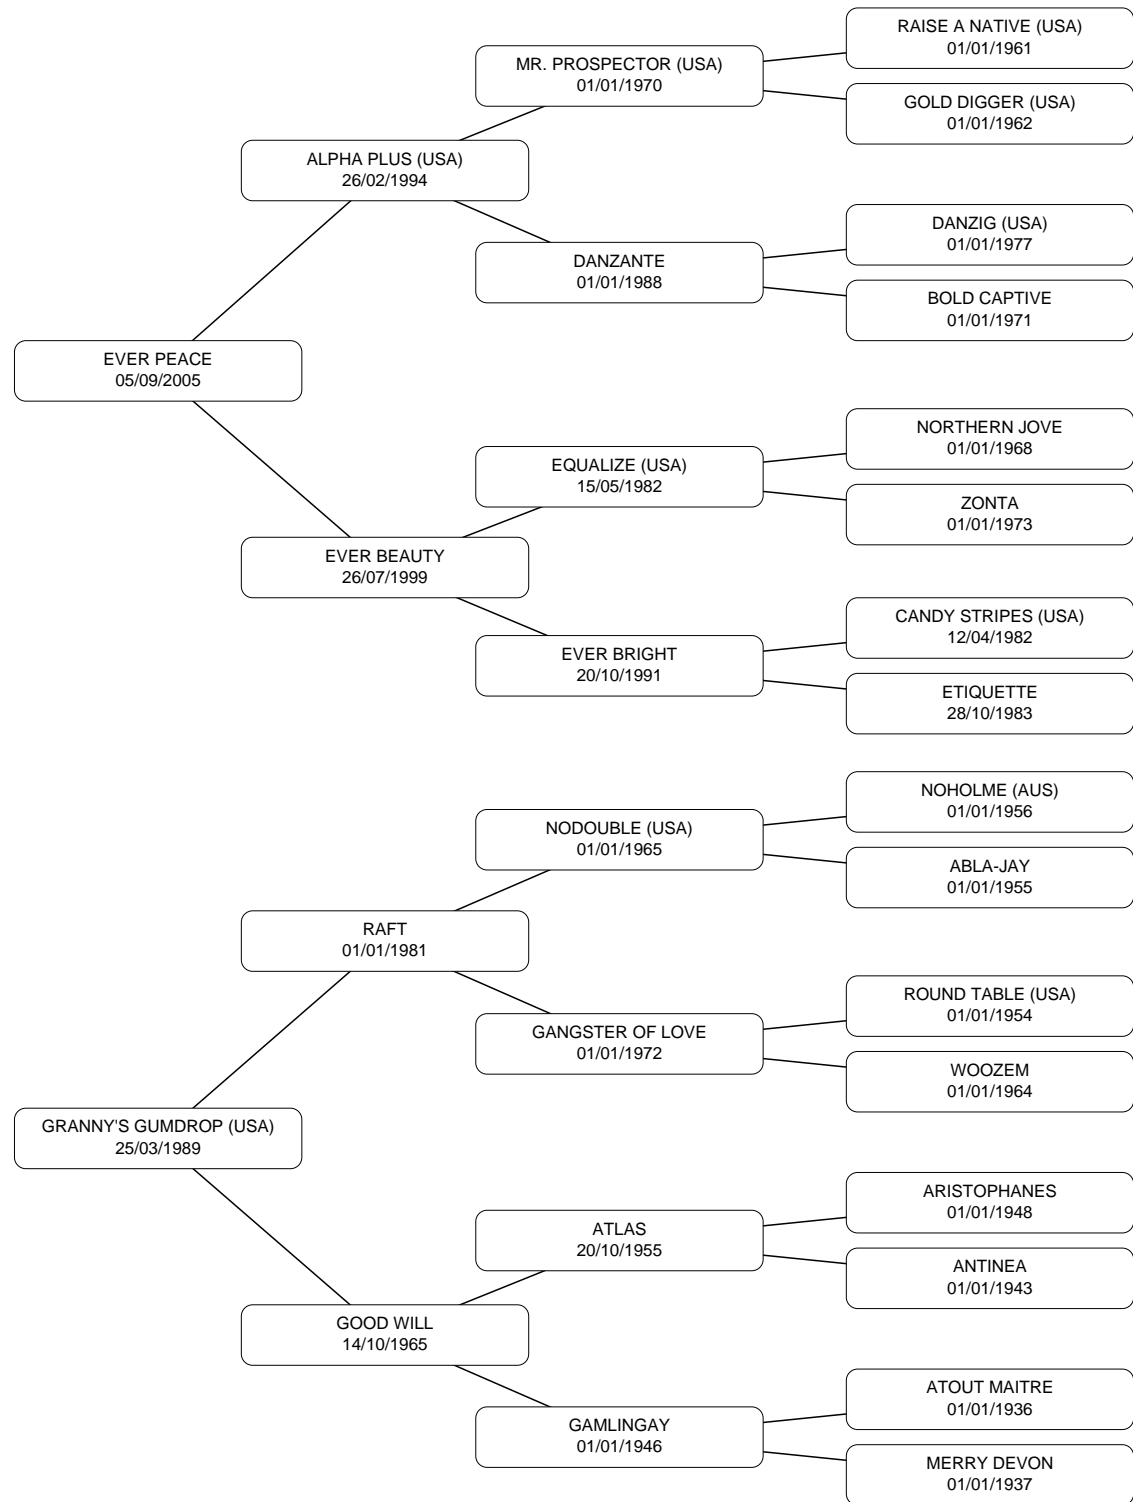 RAISE A NATIVE (USA)
01/01/1961
MR. PROSPECTOR (USA)
01/01/1970
GOLD DIGGER (USA)
01/01/1962
ALPHA PLUS (USA)
26/02/1994
DANZIG (USA)
01/01/1977
DANZANTE
01/01/1988
BOLD CAPTIVE
01/01/1971
EVER PEACE
05/09/2005
NORTHERN JOVE
01/01/1968
EQUALIZE (USA)
15/05/1982
ZONTA
01/01/1973
EVER BEAUTY
26/07/1999
CANDY STRIPES (USA)
12/04/1982
EVER BRIGHT
20/10/1991
ETIQUETTE
28/10/1983
NOHOLME (AUS)
01/01/1956
NODOUBLE (USA)
01/01/1965
ABLA-JAY
01/01/1955
RAFT
01/01/1981
ROUND TABLE (USA)
01/01/1954
GANGSTER OF LOVE
01/01/1972
WOOZEM
01/01/1964
GRANNY'S GUMDROP (USA)
25/03/1989
ARISTOPHANES
01/01/1948
ATLAS
20/10/1955
ANTINEA
01/01/1943
GOOD WILL
14/10/1965
ATOUT MAITRE
01/01/1936
GAMLINGAY
01/01/1946
MERRY DEVON
01/01/1937